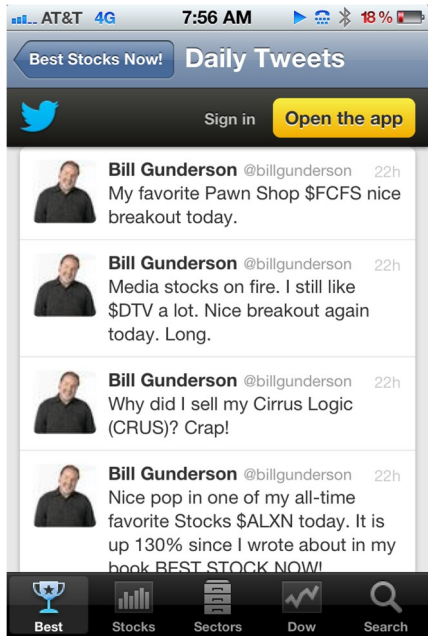 AT&T 4G 7:56 AM 18%
Best Stocks Now! Daily Tweets
Sign in Open the app
Bill Gunderson @billgunderson 22h
My favorite Pawn Shop $FCFS nice
breakout today.
Bill Gunderson @billgunderson 22h
Media stocks on fire. I still like
$DTV a lot. Nice breakout again
today. Long.
Bill Gunderson @billgunderson 22h
Why did I sell my Cirrus Logic
(CRUS)? Crap!
Bill Gunderson @billgunderson 22h
Nice pop in one of my all-time
favorite Stocks $ALXN today. It is
up 130% since I wrote about in my
book BEST STOCK NOW!
Best Stocks Sectors Dow Search